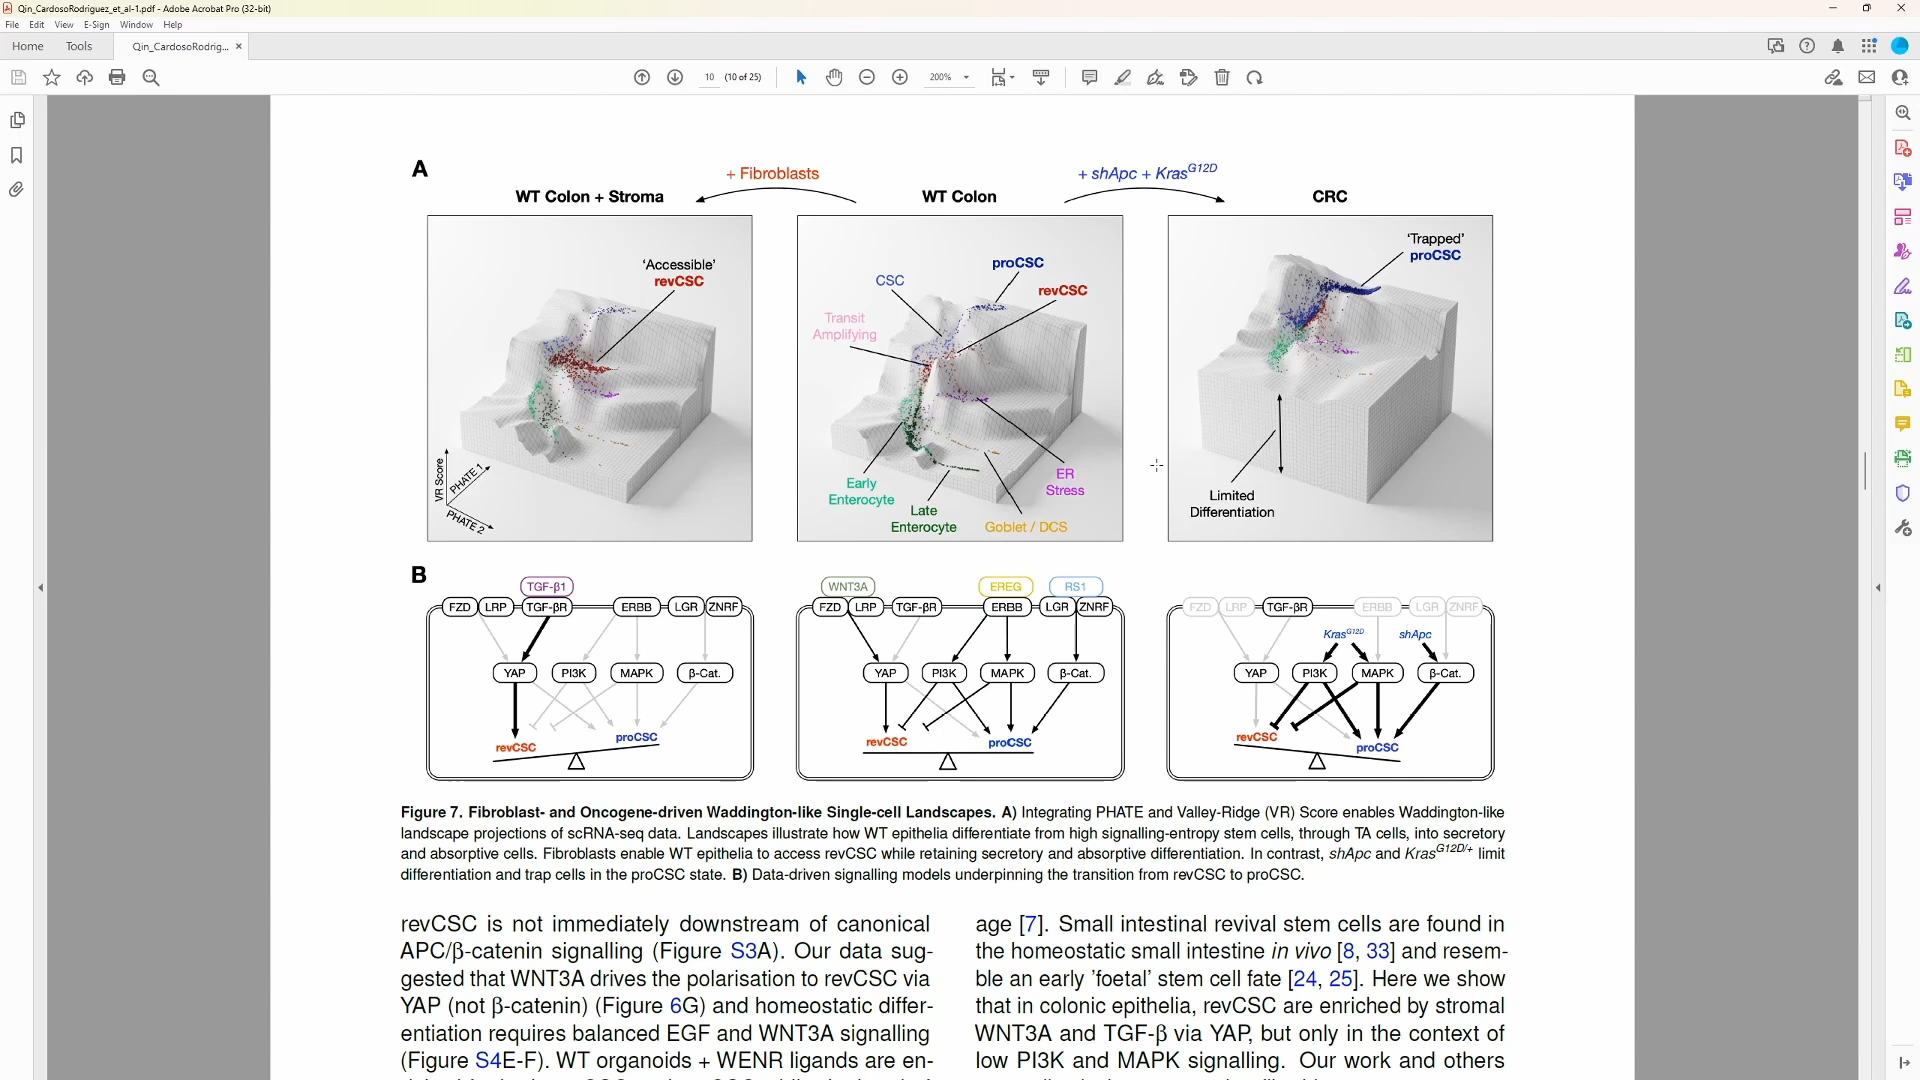 Qin_CardosoRodriguez_et_al-1.pdf - Adobe Acrobat Pro (32-bit)
File Edit View E-Sign Window Help
Home Tools Qin_CardosoRodrig... ×
10 (10 of 25) 200%
A
+ Fibroblasts
+ shApc + KrasG12D
WT Colon + Stroma
WT Colon
CRC
'Accessible'
revCSC
VR Score
PHATE 1
PHATE 2
proCSC
CSC
revCSC
Transit
Amplifying
Early
Enterocyte
Late
Enterocyte
ER
Stress
Goblet / DCS
'Trapped'
proCSC
Limited
Differentiation
B
TGF-β1
FZD LRP TGF-βR ERBB LGR ZNRF
YAP PI3K MAPK β-Cat.
revCSC proCSC
WNT3A EREG RS1
FZD LRP TGF-βR ERBB LGR ZNRF
YAP PI3K MAPK β-Cat.
revCSC proCSC
FZD LRP TGF-βR ERBB LGR ZNRF
KrasG12D shApc
YAP PI3K MAPK β-Cat.
revCSC proCSC
Figure 7. Fibroblast- and Oncogene-driven Waddington-like Single-cell Landscapes. A) Integrating PHATE and Valley-Ridge (VR) Score enables Waddington-like
landscape projections of scRNA-seq data. Landscapes illustrate how WT epithelia differentiate from high signalling-entropy stem cells, through TA cells, into secretory
and absorptive cells. Fibroblasts enable WT epithelia to access revCSC while retaining secretory and absorptive differentiation. In contrast, shApc and KrasG12D/+ limit
differentiation and trap cells in the proCSC state. B) Data-driven signalling models underpinning the transition from revCSC to proCSC.
revCSC is not immediately downstream of canonical
APC/β-catenin signalling (Figure S3A). Our data sug-
gested that WNT3A drives the polarisation to revCSC via
YAP (not β-catenin) (Figure 6G) and homeostatic differ-
entiation requires balanced EGF and WNT3A signalling
(Figure S4E-F). WT organoids + WENR ligands are en-
age [7]. Small intestinal revival stem cells are found in
the homeostatic small intestine in vivo [8, 33] and resem-
ble an early 'foetal' stem cell fate [24, 25]. Here we show
that in colonic epithelia, revCSC are enriched by stromal
WNT3A and TGF-β via YAP, but only in the context of
low PI3K and MAPK signalling. Our work and others